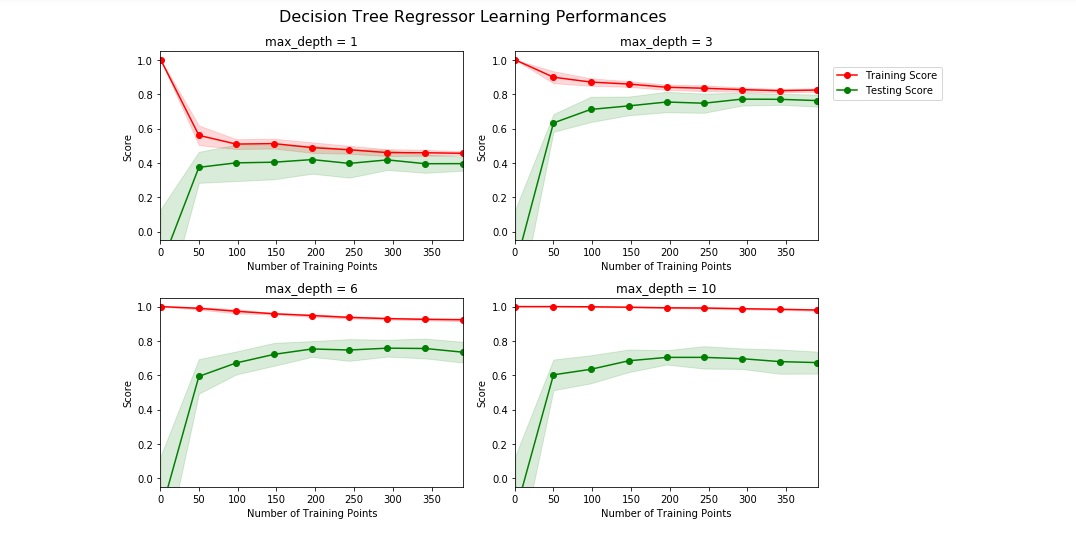 Decision Tree Regressor Learning Performances
max_depth = 1
1.0
0.8
0.6
0.4
0.2
0.0
Score
0 50 100 150 200 250 300 350
Number of Training Points
max_depth = 3
1.0
0.8
0.6
0.4
0.2
0.0
Score
0 50 100 150 200 250 300 350
Number of Training Points
Training Score
Testing Score
max_depth = 6
1.0
0.8
0.6
0.4
0.2
0.0
Score
0 50 100 150 200 250 300 350
Number of Training Points
max_depth = 10
1.0
0.8
0.6
0.4
0.2
0.0
Score
0 50 100 150 200 250 300 350
Number of Training Points